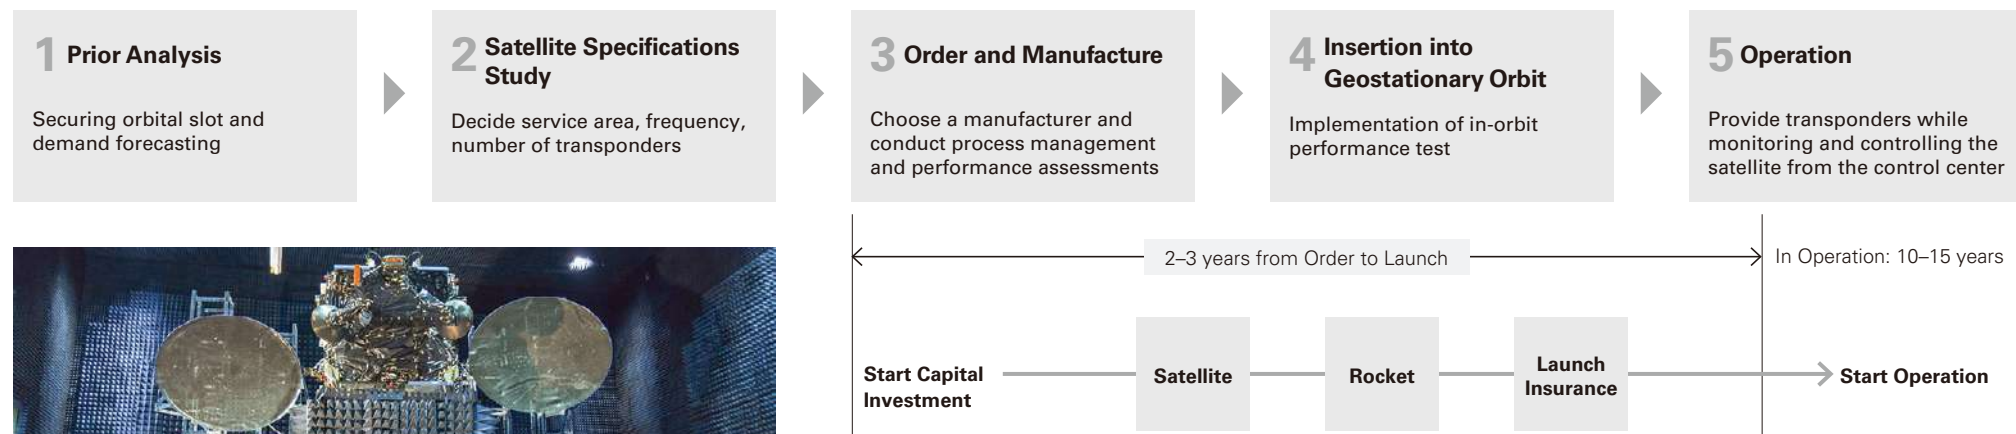 1 Prior Analysis
Securing orbital slot and
demand forecasting
2 Satellite Specifications
Study
Decide service area, frequency,
number of transponders
3 Order and Manufacture
Choose a manufacturer and
conduct process management
and performance assessments
4 Insertion into
Geostationary Orbit
Implementation of in-orbit
performance test
5 Operation
Provide transponders while
monitoring and controlling the
satellite from the control center
2–3 years from Order to Launch
In Operation: 10–15 years
Start Capital
Investment
Satellite
Rocket
Launch
Insurance
Start Operation